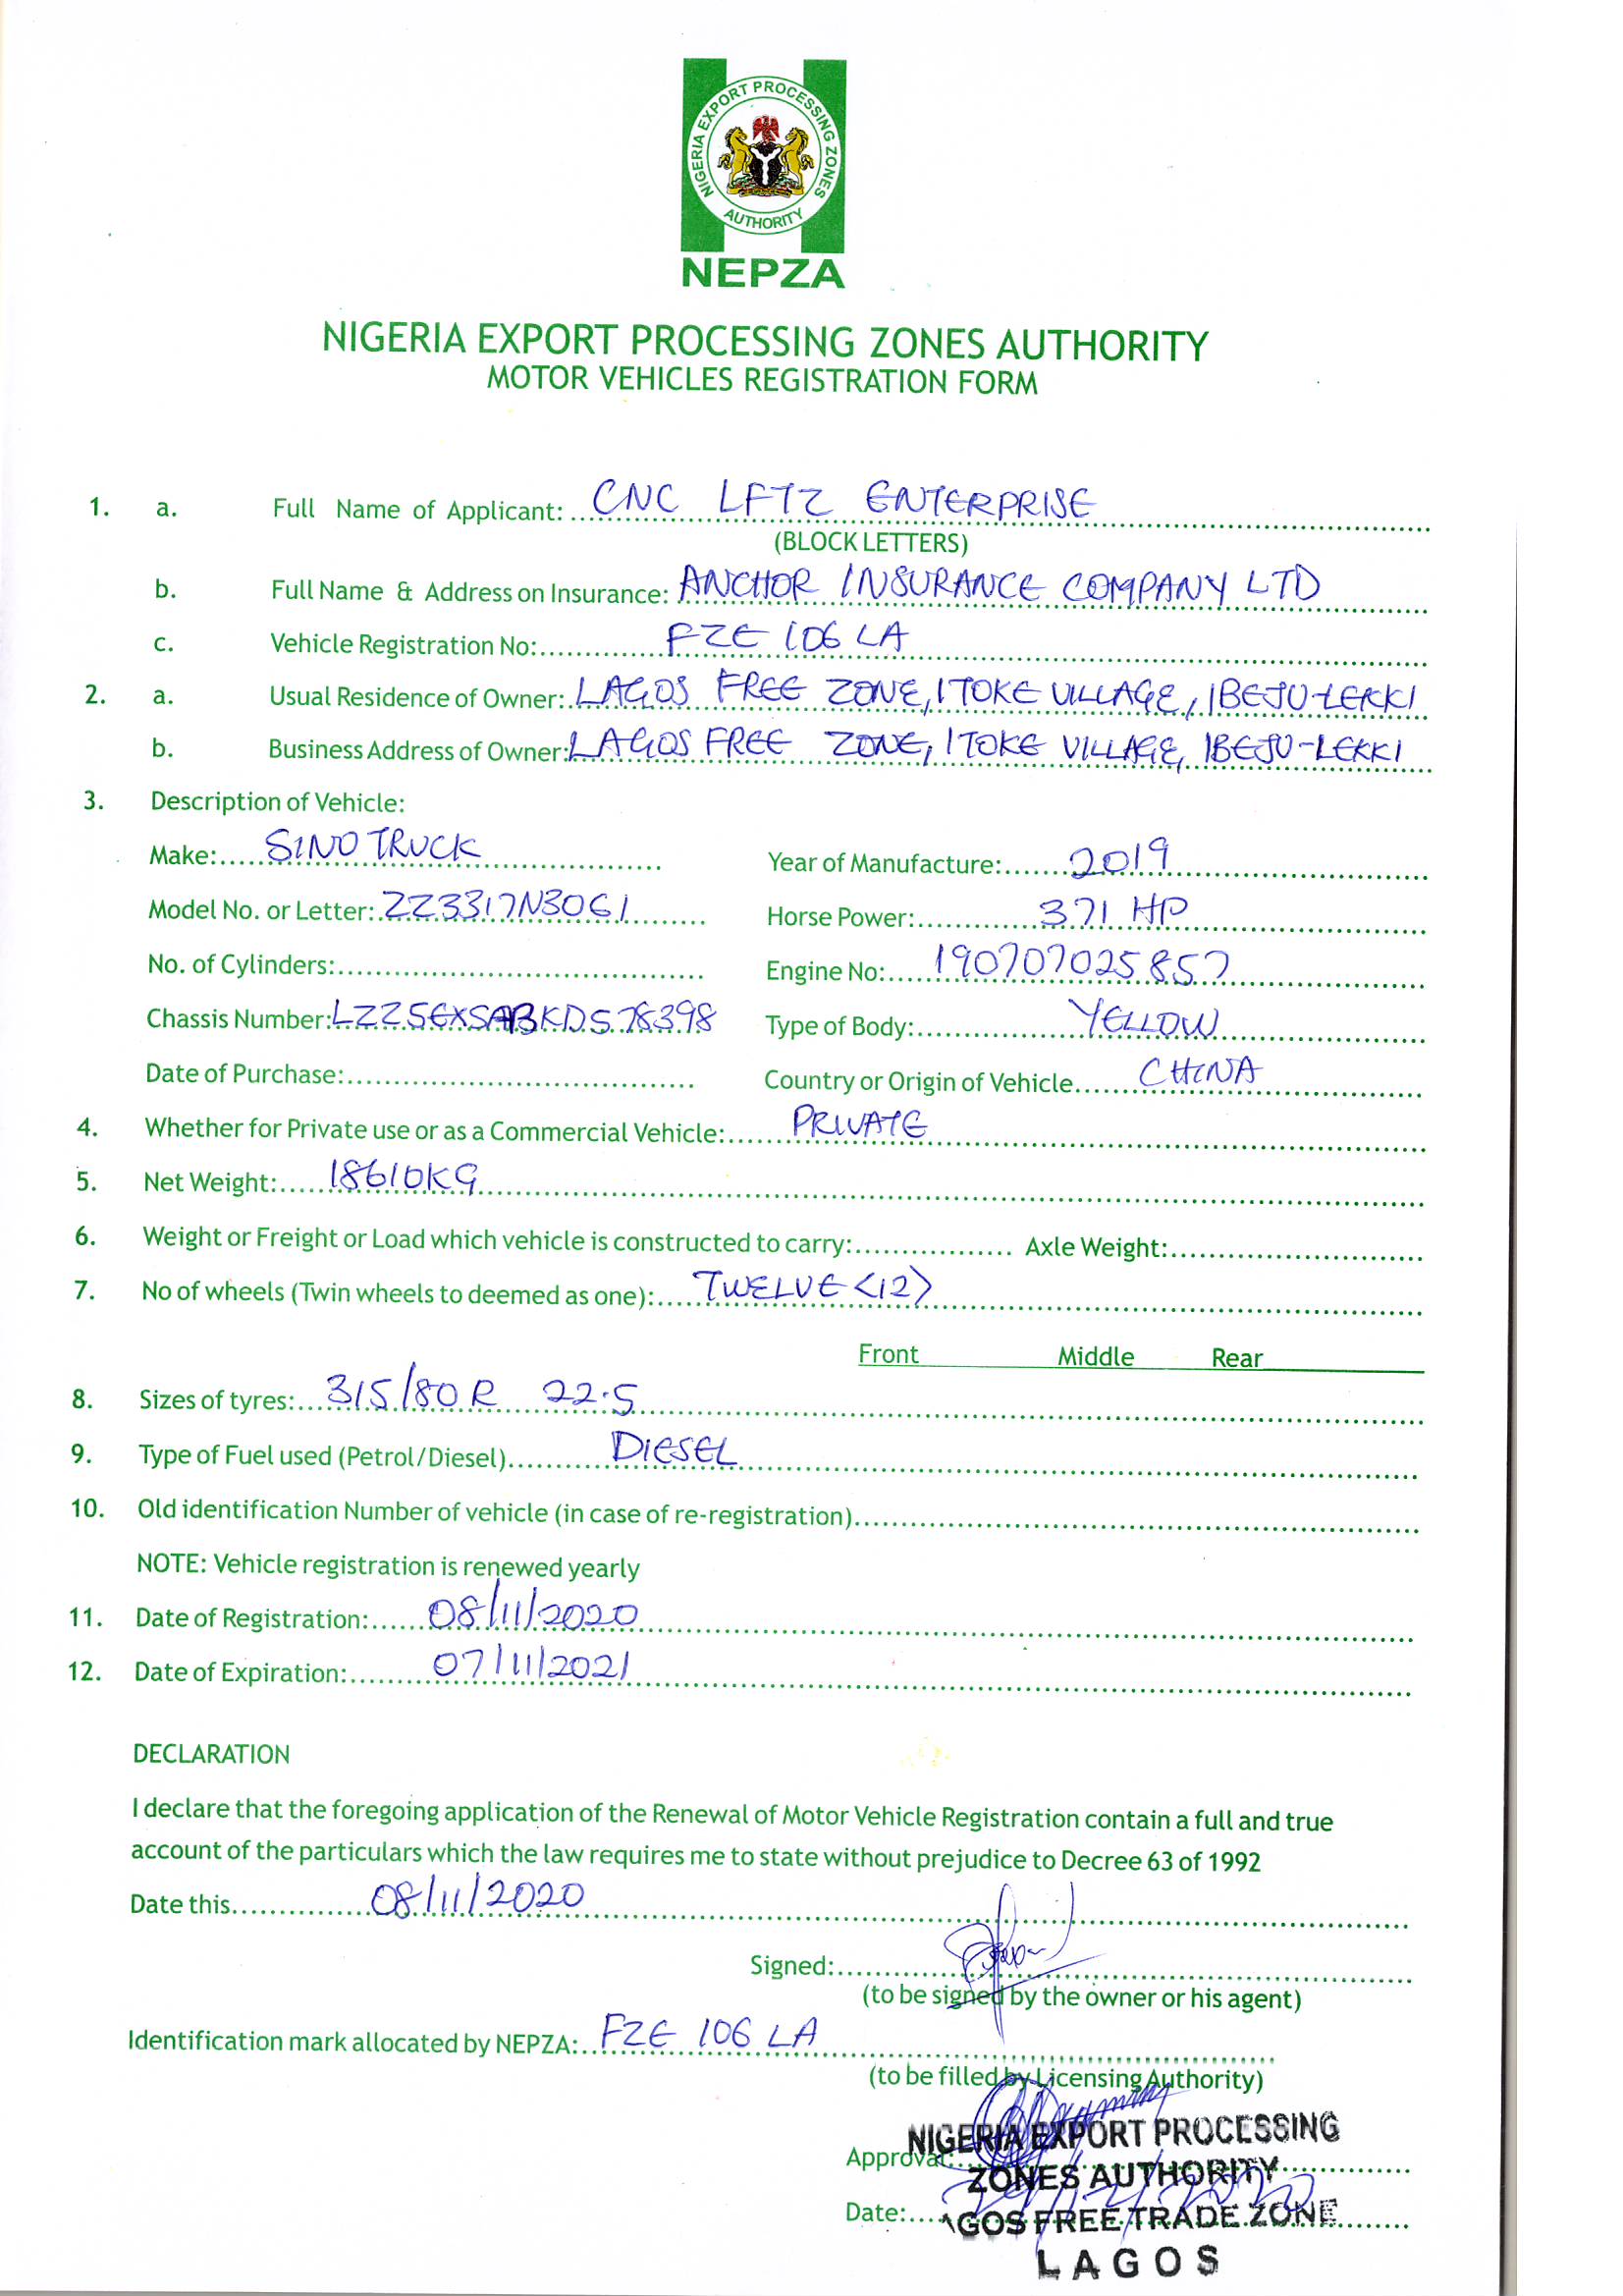 NIGERIA EXPORT PROCESSING ZONES
AUTHORITY
NEPZA
NIGERIA EXPORT PROCESSING ZONES AUTHORITY
MOTOR VEHICLES REGISTRATION FORM
1. a. Full Name of Applicant: CNC LFTZ ENTERPRISE
(BLOCK LETTERS)
b. Full Name & Address on Insurance: ANCHOR INSURANCE COMPANY LTD
c. Vehicle Registration No: FZE 106 LA
2. a. Usual Residence of Owner: LAGOS FREE ZONE, ITOKE VILLAGE, IBEJU-LEKKI
b. Business Address of Owner: LAGOS FREE ZONE, ITOKE VILLAGE, IBEJU-LEKKI
3. Description of Vehicle:
Make: SINO TRUCK Year of Manufacture: 2019
Model No. or Letter: ZZ3317N3061 Horse Power: 371 HP
No. of Cylinders: Engine No: 190707025857
Chassis Number: LZZ5EXSABKD578398 Type of Body: YELLOW
Date of Purchase: Country or Origin of Vehicle CHINA
4. Whether for Private use or as a Commercial Vehicle: PRIVATE
5. Net Weight: 18610KG
6. Weight or Freight or Load which vehicle is constructed to carry: Axle Weight:
7. No of wheels (Twin wheels to deemed as one): TWELVE <12>
Front Middle Rear
8. Sizes of tyres: 315/80 R 22.5
9. Type of Fuel used (Petrol/Diesel) DIESEL
10. Old identification Number of vehicle (in case of re-registration)
NOTE: Vehicle registration is renewed yearly
11. Date of Registration: 08/11/2020
12. Date of Expiration: 07/11/2021
DECLARATION
I declare that the foregoing application of the Renewal of Motor Vehicle Registration contain a full and true
account of the particulars which the law requires me to state without prejudice to Decree 63 of 1992
Date this 08/11/2020
Signed:
(to be signed by the owner or his agent)
Identification mark allocated by NEPZA: FZE 106 LA
(to be filled by Licensing Authority)
NIGERIA EXPORT PROCESSING
Approval:
ZONES AUTHORITY
Date:
AGOS FREE TRADE ZONE
LAGOS